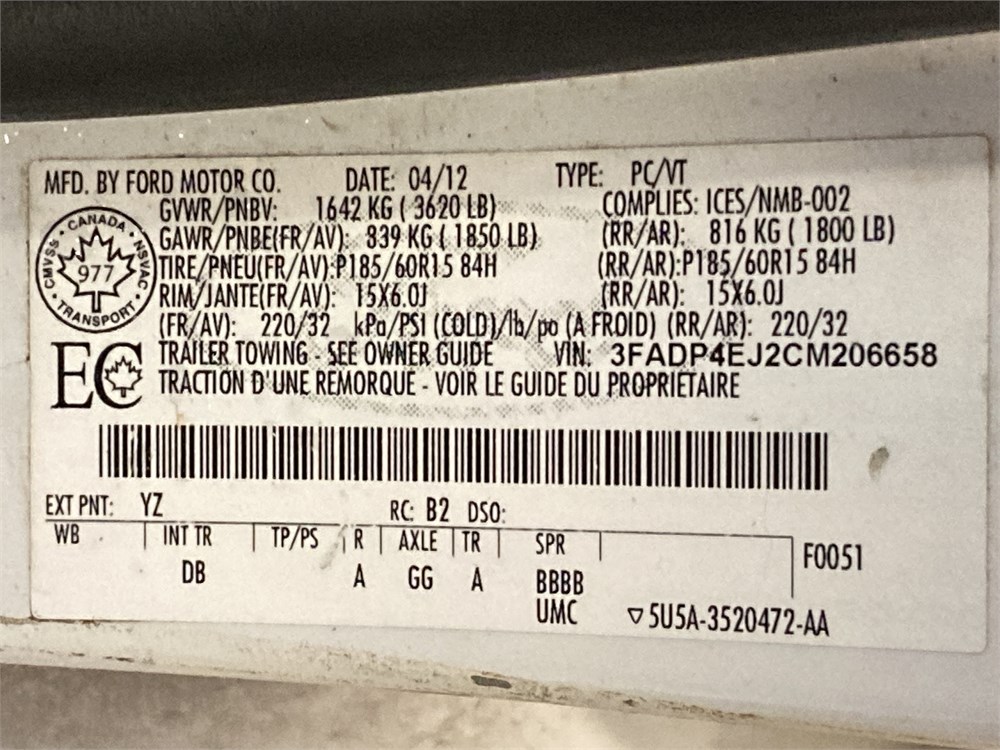 MFD. BY FORD MOTOR CO. DATE: 04/12 TYPE: PC/VT
GVWR/PNBV: 1642 KG ( 3620 LB) COMPLIES: ICES/NMB-002
GAWR/PNBE(FR/AV): 839 KG ( 1850 LB) (RR/AR): 816 KG ( 1800 LB)
TIRE/PNEU(FR/AV):P185/60R15 84H (RR/AR):P185/60R15 84H
RIM/JANTE(FR/AV): 15X6.0J (RR/AR): 15X6.0J
(FR/AV): 220/32 kPa/PSI (COLD)/lb/po (A FROID) (RR/AR): 220/32
TRAILER TOWING - SEE OWNER GUIDE VIN: 3FADP4EJ2CM206658
TRACTION D'UNE REMORQUE - VOIR LE GUIDE DU PROPRIÉTAIRE
CANADA
CMVSS NSVAC
977
TRANSPORT
EC
EXT PNT: YZ RC: B2 DSO:
WB INT TR TP/PS R AXLE TR SPR
F0051
DB A GG A BBBB
UMC ▽ 5U5A-3520472-AA